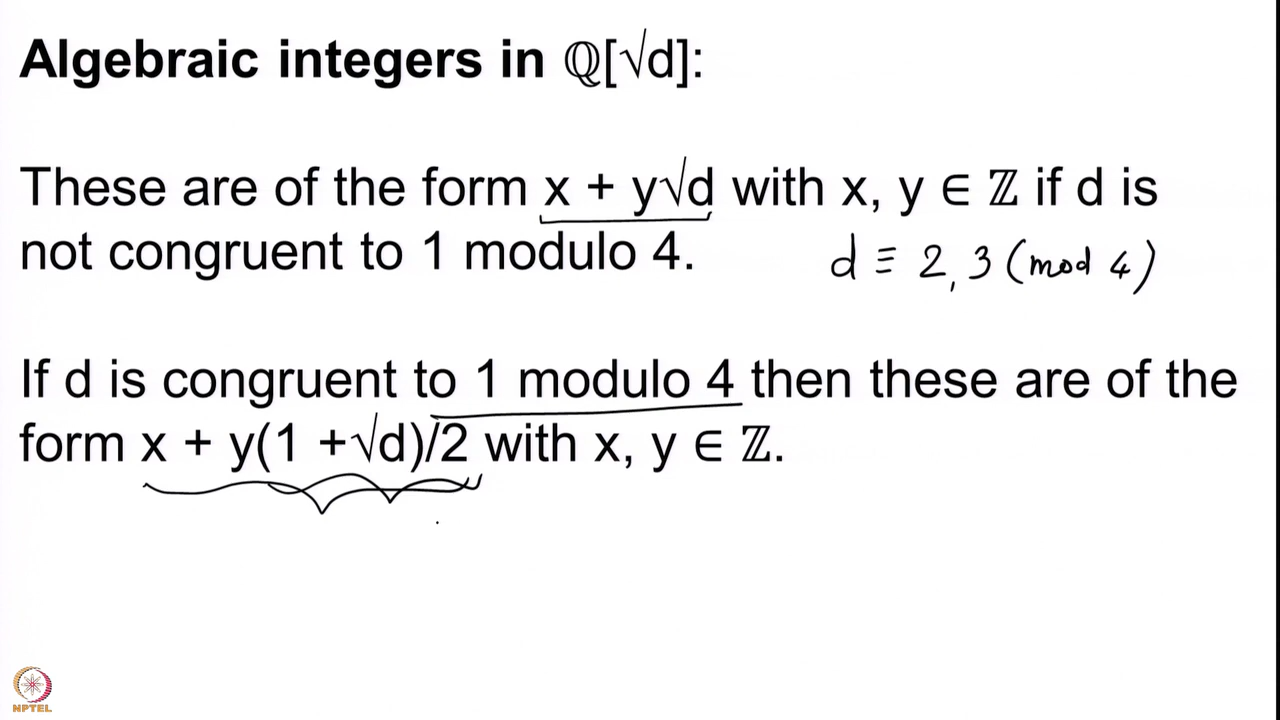 Algebraic integers in ℚ[√d]:
These are of the form x + y√d with x, y ∈ ℤ if d is
not congruent to 1 modulo 4. d ≡ 2, 3 (mod 4)
If d is congruent to 1 modulo 4 then these are of the
form x + y(1 +√d)/2 with x, y ∈ ℤ.
NPTEL